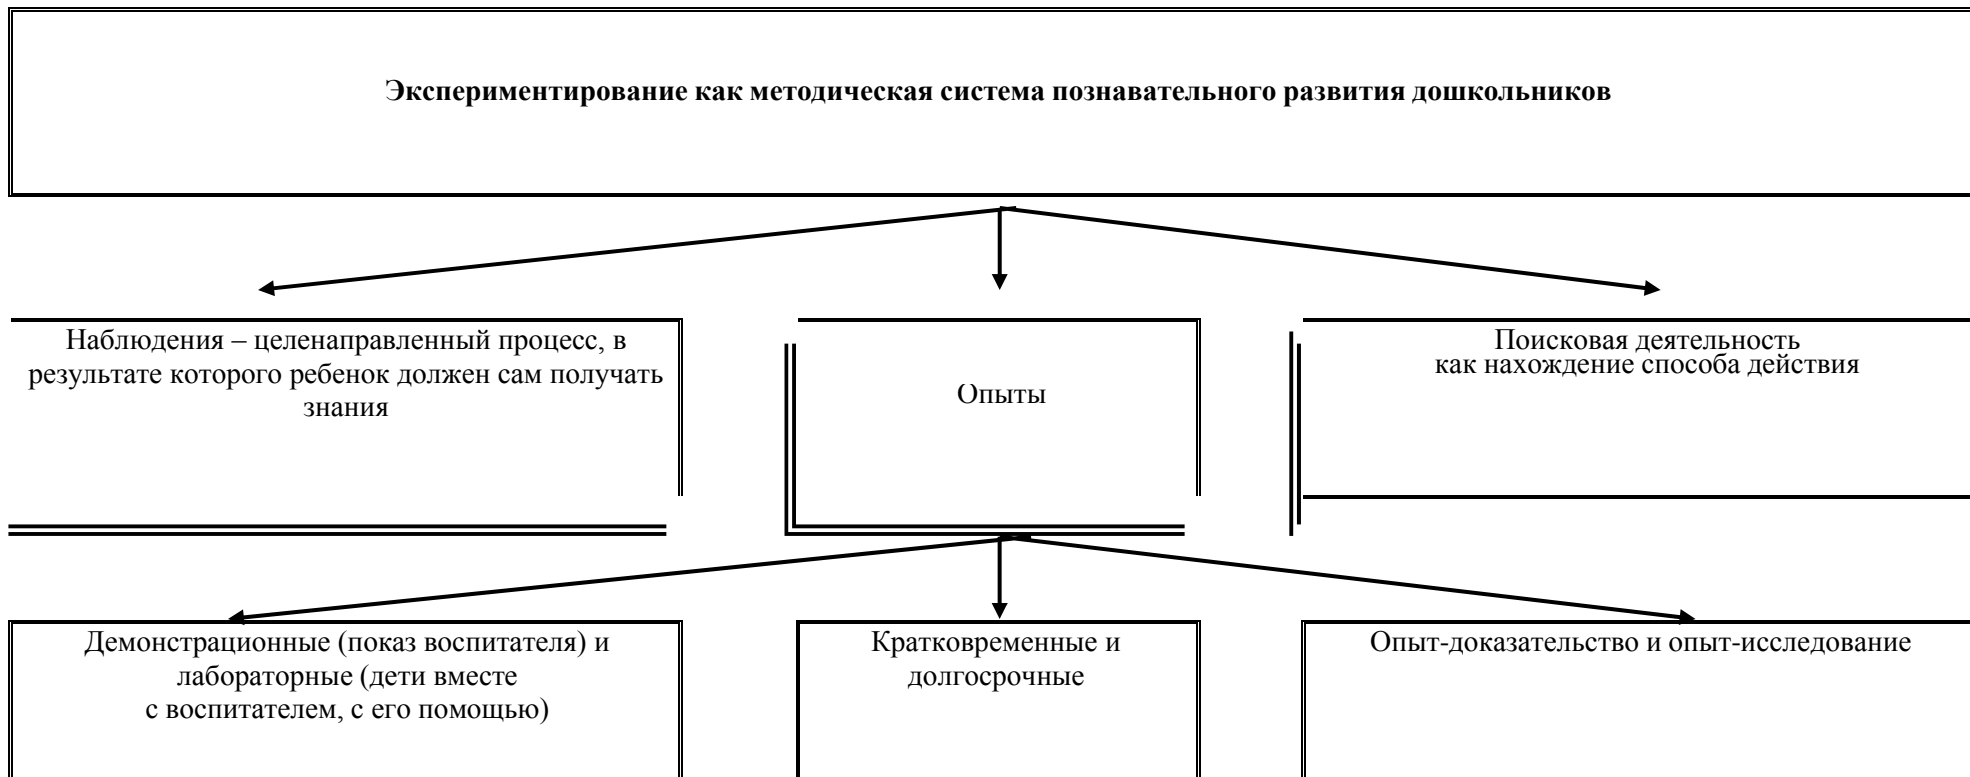 Экспериментирование как методическая система познавательного развития дошкольников
Наблюдения – целенаправленный процесс, в
результате которого ребенок должен сам получать
знания
Опыты
Поисковая деятельность
как нахождение способа действия
Демонстрационные (показ воспитателя) и
лабораторные (дети вместе
с воспитателем, с его помощью)
Кратковременные и
долгосрочные
Опыт-доказательство и опыт-исследование